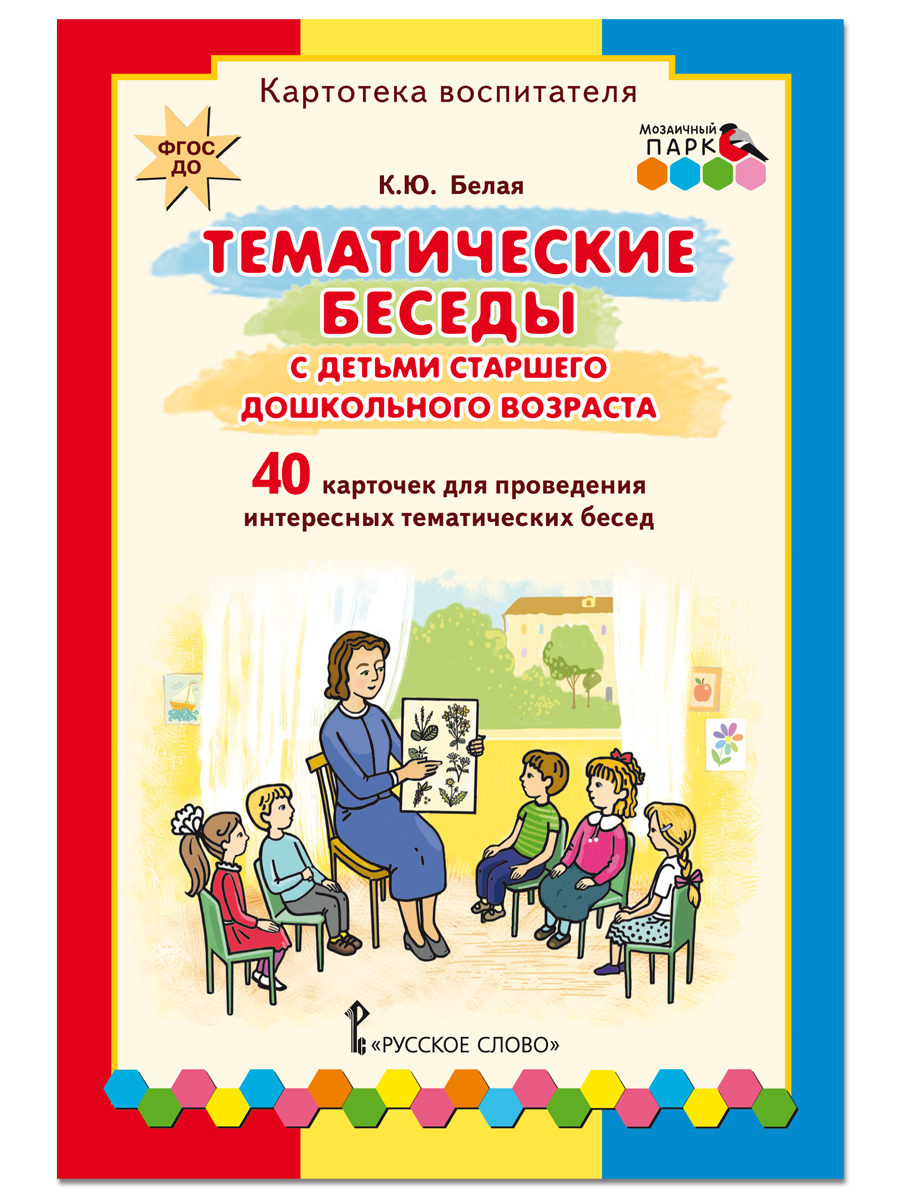 Картотека воспитателя
ФГОС
ДО
Мозаичный
ПАРК
К.Ю. Белая
ТЕМАТИЧЕСКИЕ
БЕСЕДЫ
С ДЕТЬМИ СТАРШЕГО
ДОШКОЛЬНОГО ВОЗРАСТА
40 карточек для проведения
интересных тематических бесед
Рс «РУССКОЕ СЛОВО»